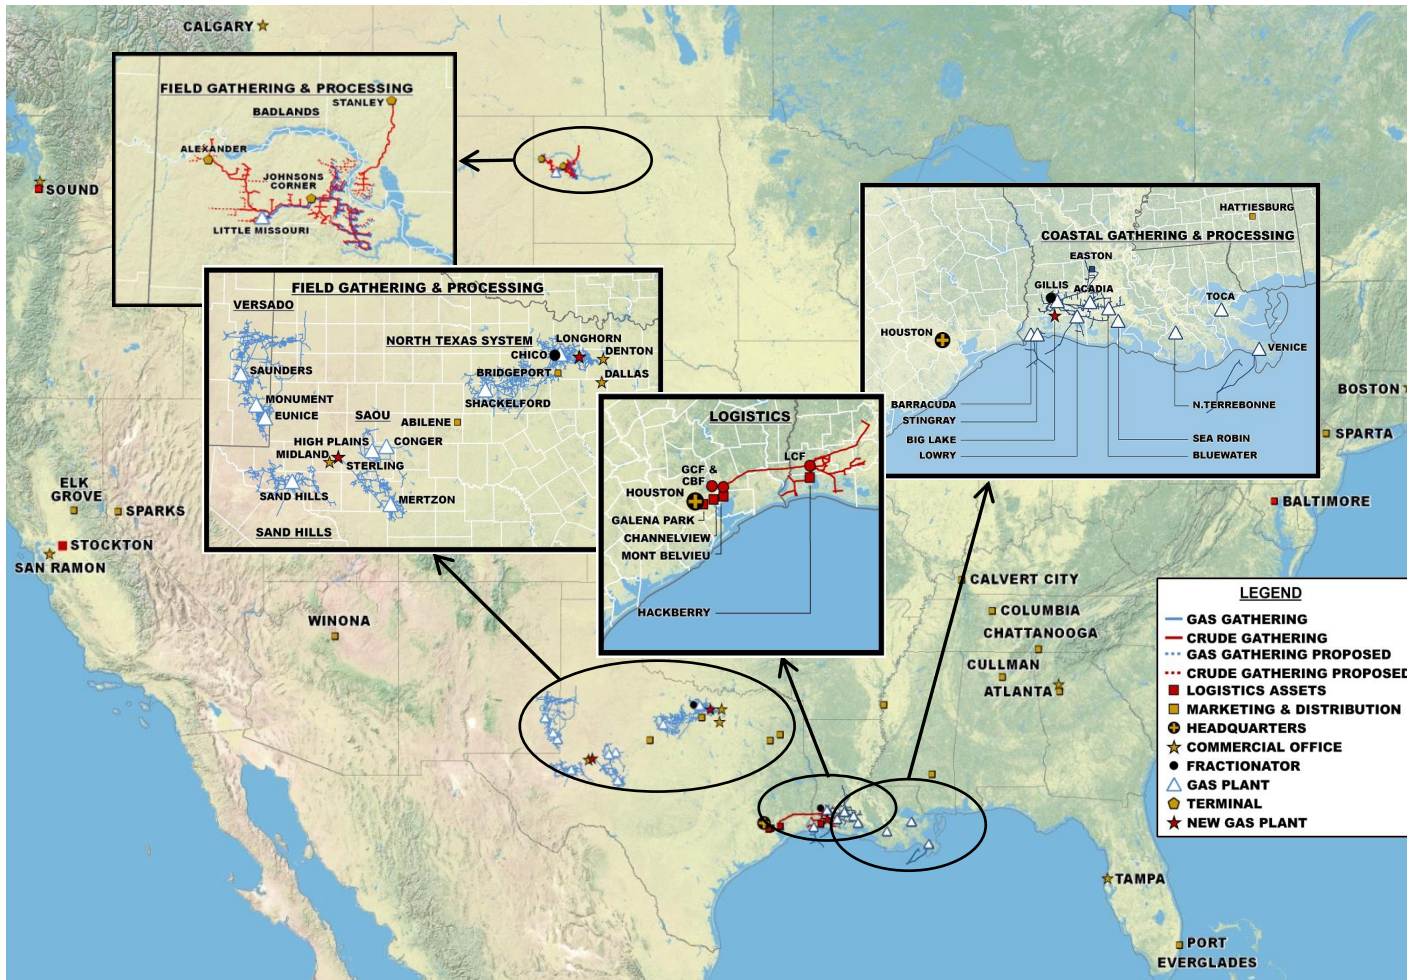 CALGARY
FIELD GATHERING & PROCESSING
BADLANDS
STANLEY
ALEXANDER
JOHNSONS
CORNER
LITTLE MISSOURI
SOUND
FIELD GATHERING & PROCESSING
VERSADO
NORTH TEXAS SYSTEM
LONGHORN
CHICO
DENTON
BRIDGEPORT
DALLAS
SAUNDERS
SHACKELFORD
MONUMENT
EUNICE
SAOU
ABILENE
HIGH PLAINS
CONGER
MIDLAND
STERLING
SAND HILLS
MERTZON
SAND HILLS
HATTIESBURG
COASTAL GATHERING & PROCESSING
EASTON
GILLIS
ACADIA
TOCA
HOUSTON
VENICE
BARRACUDA
N.TERREBONNE
STINGRAY
BIG LAKE
SEA ROBIN
LOWRY
BLUEWATER
LOGISTICS
LCF
GCF &
CBF
HOUSTON
GALENA PARK
CHANNELVIEW
MONT BELVIEU
HACKBERRY
BOSTON
SPARTA
BALTIMORE
ELK
GROVE
SPARKS
STOCKTON
SAN RAMON
WINONA
CALVERT CITY
COLUMBIA
CHATTANOOGA
CULLMAN
ATLANTA
TAMPA
PORT
EVERGLADES
LEGEND
GAS GATHERING
CRUDE GATHERING
GAS GATHERING PROPOSED
CRUDE GATHERING PROPOSED
LOGISTICS ASSETS
MARKETING & DISTRIBUTION
HEADQUARTERS
COMMERCIAL OFFICE
FRACTIONATOR
GAS PLANT
TERMINAL
NEW GAS PLANT